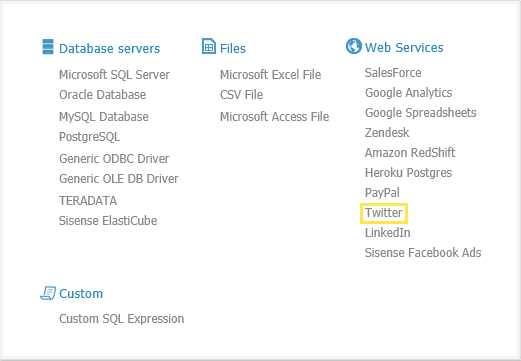 Database servers
Microsoft SQL Server
Oracle Database
MySQL Database
PostgreSQL
Generic ODBC Driver
Generic OLE DB Driver
TERADATA
Sisense ElastiCube
Files
Microsoft Excel File
CSV File
Microsoft Access File
Web Services
SalesForce
Google Analytics
Google Spreadsheets
Zendesk
Amazon RedShift
Heroku Postgres
PayPal
Twitter
LinkedIn
Sisense Facebook Ads
Custom
Custom SQL Expression